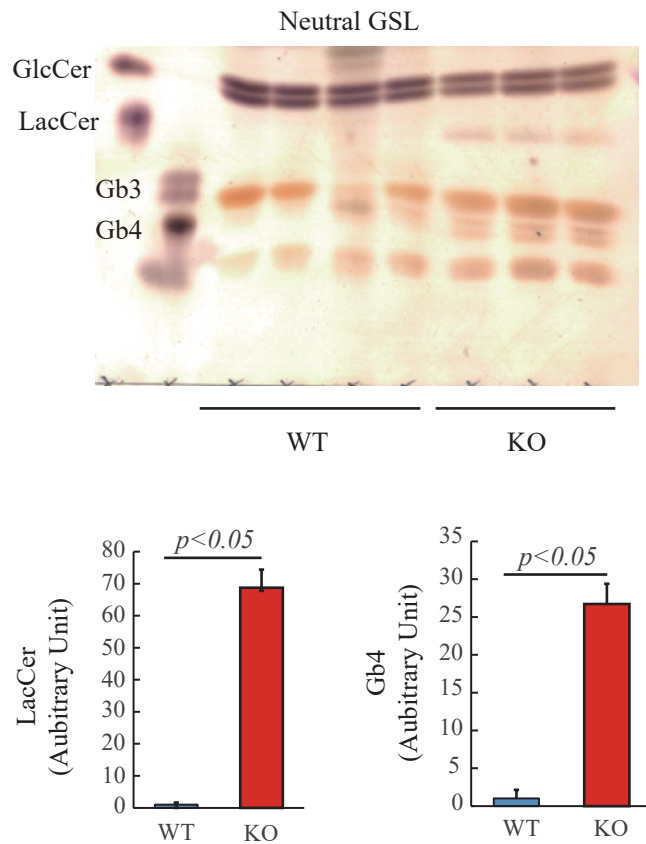 Neutral GSL
GlcCer
LacCer
Gb3
Gb4
WT
KO
p<0.05
80
70
60
50
40
30
20
10
0
LacCer
(Aubitrary Unit)
WT
KO
p<0.05
35
30
25
20
15
10
5
0
Gb4
(Aubitrary Unit)
WT
KO